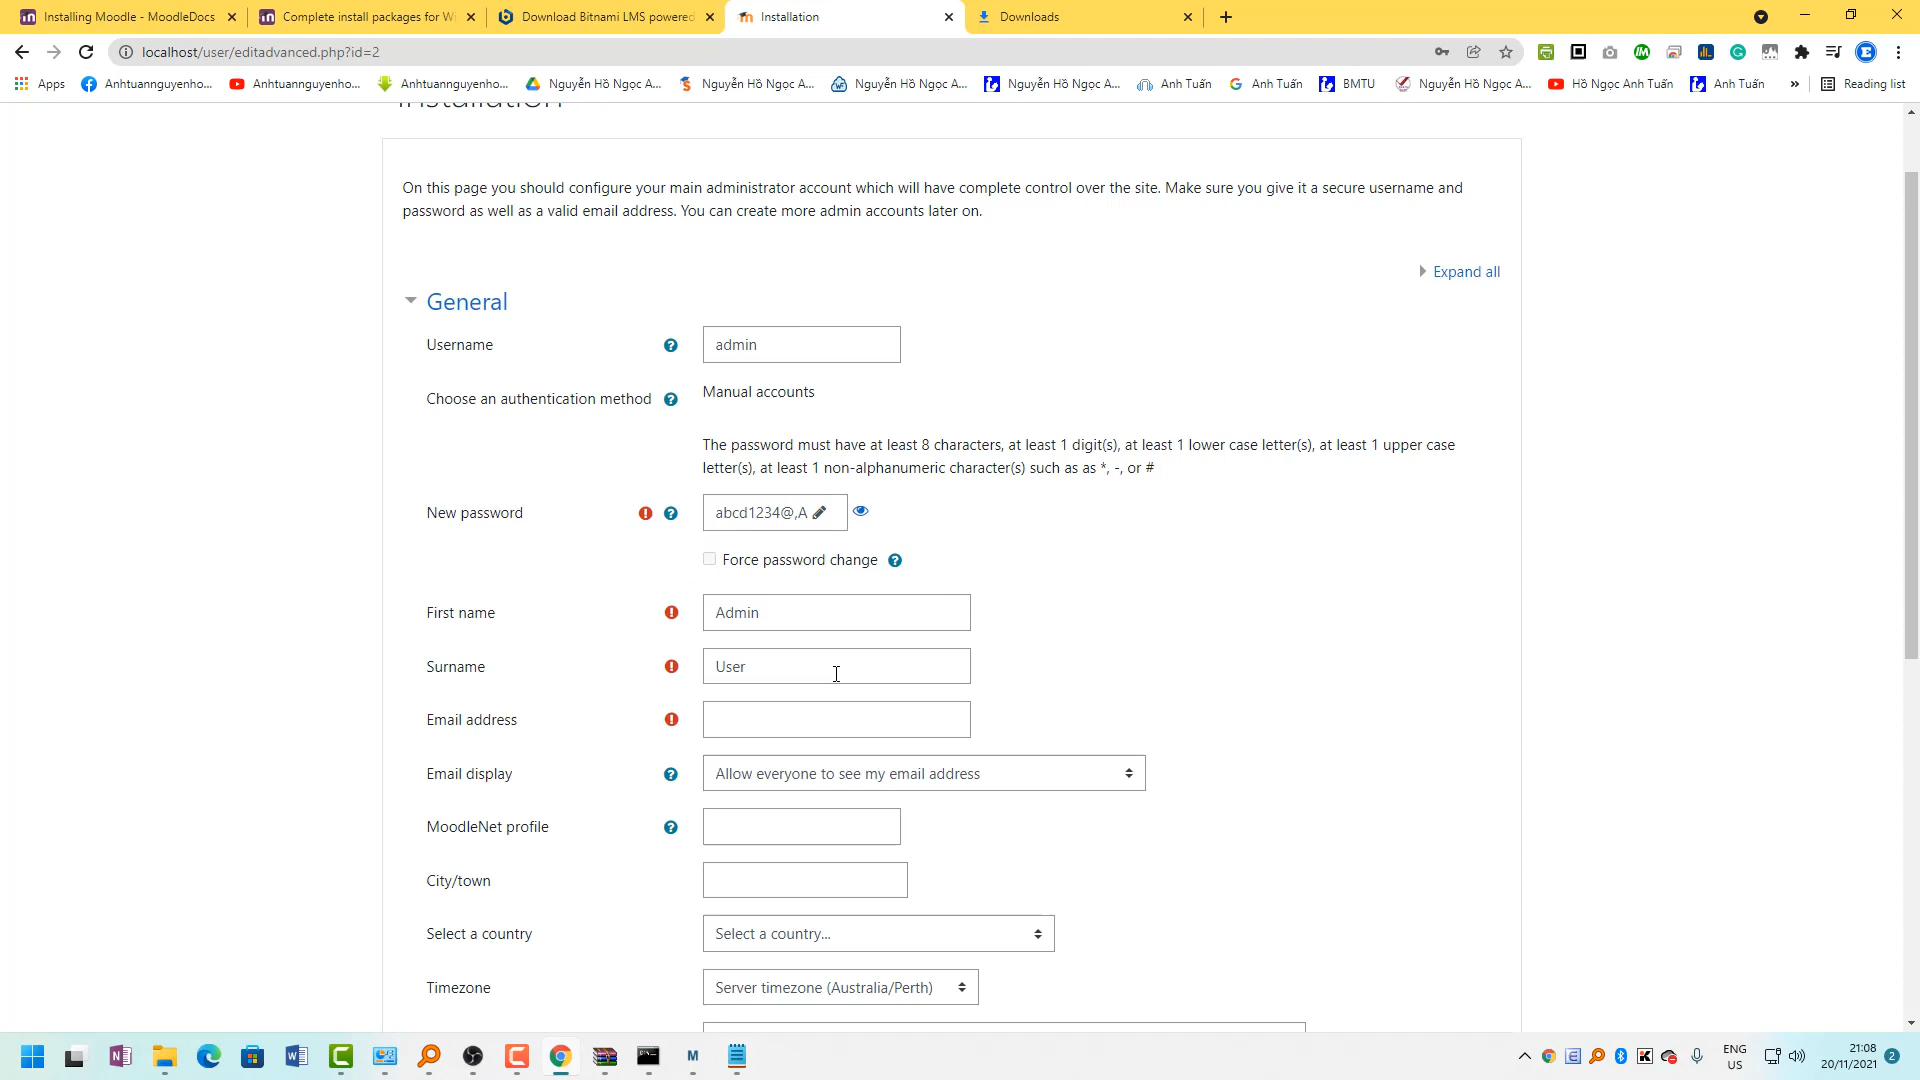 Installing Moodle - MoodleDocs
Complete install packages for Wi
Download Bitnami LMS powered
Installation
Downloads
localhost/user/editadvanced.php?id=2
Apps
Anhtuannguyenho...
Anhtuannguyenho...
Anhtuannguyenho...
Nguyễn Hồ Ngọc A...
Nguyễn Hồ Ngọc A...
Nguyễn Hồ Ngọc A...
Nguyễn Hồ Ngọc A...
Anh Tuấn
Anh Tuấn
BMTU
Nguyễn Hồ Ngọc A...
Hồ Ngọc Anh Tuấn
Anh Tuấn
»
Reading list
Installation
On this page you should configure your main administrator account which will have complete control over the site. Make sure you give it a secure username and
password as well as a valid email address. You can create more admin accounts later on.
Expand all
General
Username
admin
Choose an authentication method
Manual accounts
The password must have at least 8 characters, at least 1 digit(s), at least 1 lower case letter(s), at least 1 upper case
letter(s), at least 1 non-alphanumeric character(s) such as as *, -, or #
New password
abcd1234@,A
Force password change
First name
Admin
Surname
User
Email address
Email display
Allow everyone to see my email address
MoodleNet profile
City/town
Select a country
Select a country...
Timezone
Server timezone (Australia/Perth)
ENG
US
21:08
20/11/2021
2